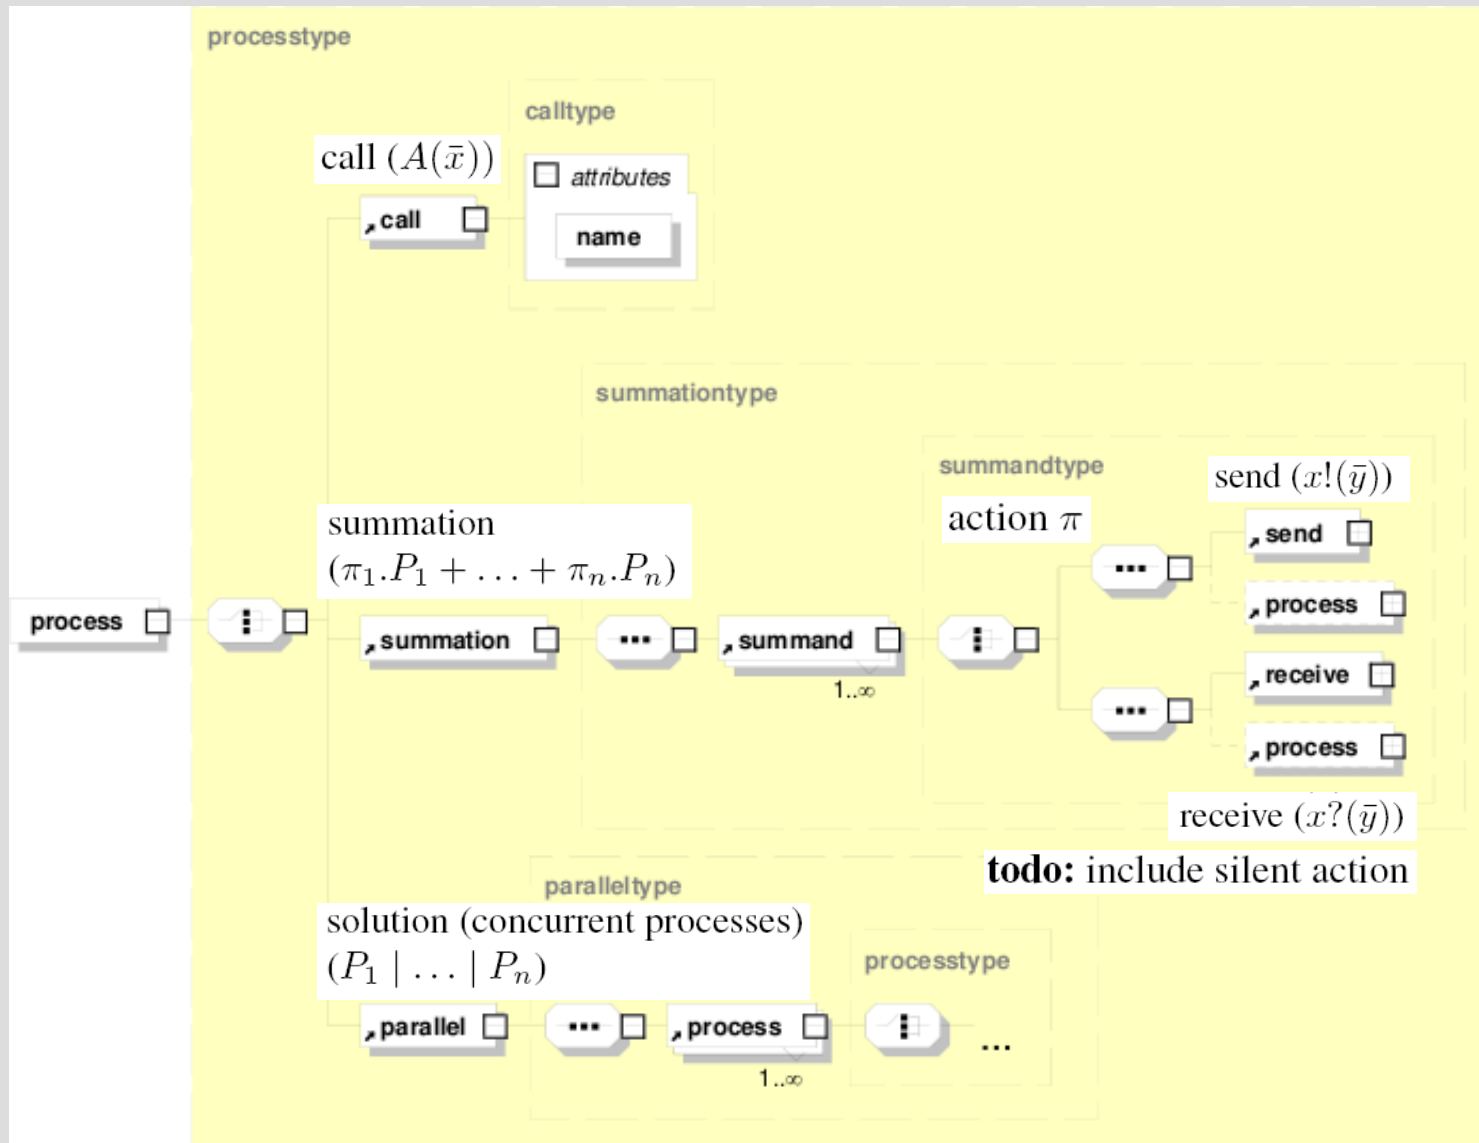 processtype
calltype
call (A(x̄))
attributes
call
name
summationtype
summandtype
send (x!(ȳ))
action π
summation
(π₁.P₁ + … + πₙ.Pₙ)
send
process
process
summation
summand
1..∞
receive
process
receive (x?(ȳ))
todo: include silent action
paralleltype
solution (concurrent processes)
(P₁ | … | Pₙ)
processtype
parallel
process
...
1..∞